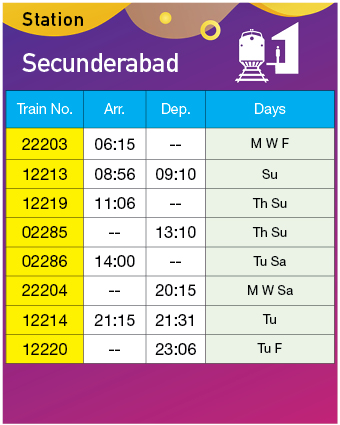 Station
Secunderabad
Train No. Arr. Dep. Days
22203 06:15 -- M W F
12213 08:56 09:10 Su
12219 11:06 -- Th Su
02285 -- 13:10 Th Su
02286 14:00 -- Tu Sa
22204 -- 20:15 M W Sa
12214 21:15 21:31 Tu
12220 -- 23:06 Tu F